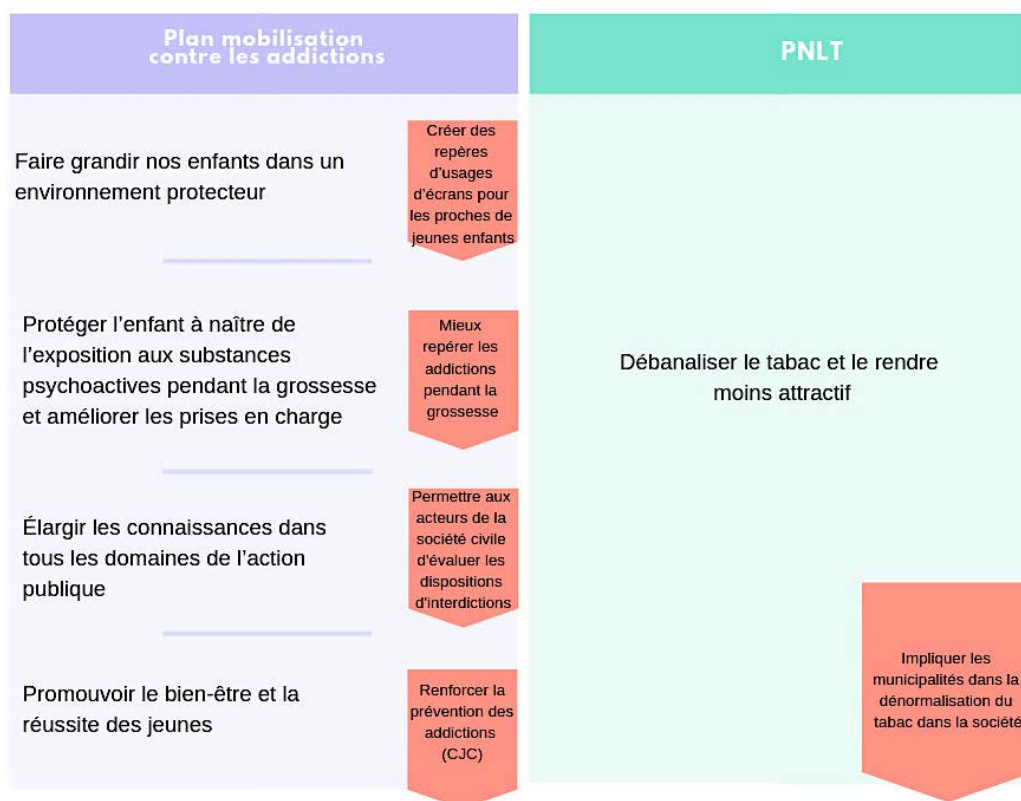 Plan mobilisation
contre les addictions
Faire grandir nos enfants dans un
environnement protecteur
Créer des
repères
d'usages
d'écrans pour
les proches de
jeunes enfants
Protéger l'enfant à naître de
l'exposition aux substances
psychoactives pendant la grossesse
et améliorer les prises en charge
Mieux
repérer les
addictions
pendant la
grossesse
Élargir les connaissances dans
tous les domaines de l'action
publique
Permettre aux
acteurs de la
société civile
d'évaluer les
dispositions
d'interdictions
Promouvoir le bien-être et la
réussite des jeunes
Renforcer la
prévention des
addictions
(CJC)
PNLT
Débanaliser le tabac et le rendre
moins attractif
Impliquer les
municipalités dans la
dénormalisation du
tabac dans la société